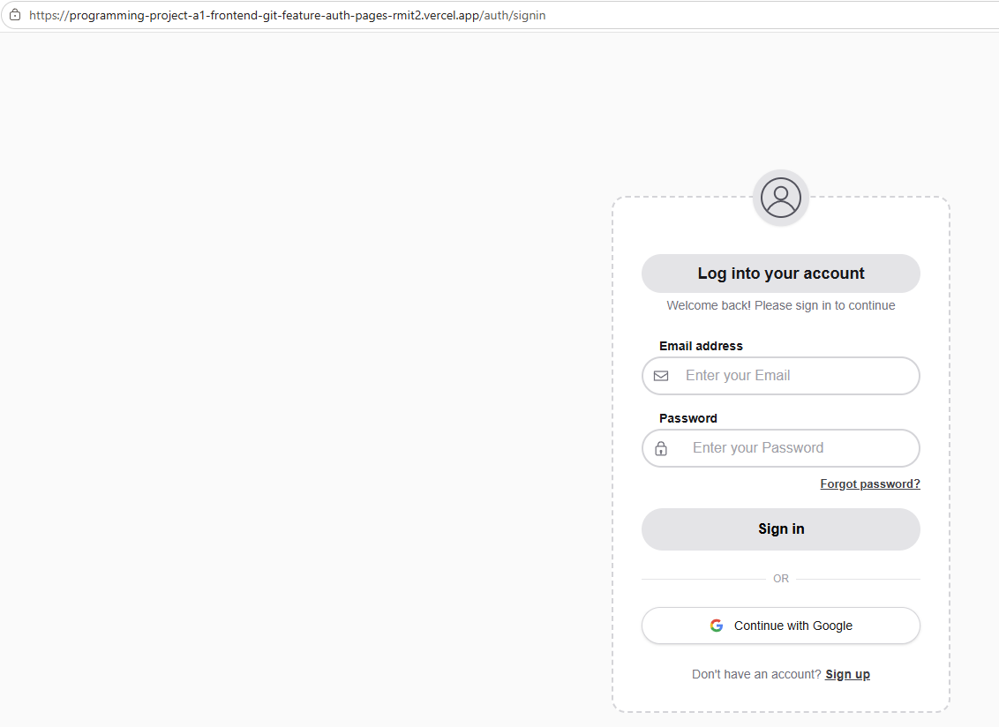 https://programming-project-a1-frontend-git-feature-auth-pages-rmit2.vercel.app/auth/signin
Log into your account
Welcome back! Please sign in to continue
Email address
Enter your Email
Password
Enter your Password
Forgot password?
Sign in
OR
Continue with Google
Don't have an account? Sign up